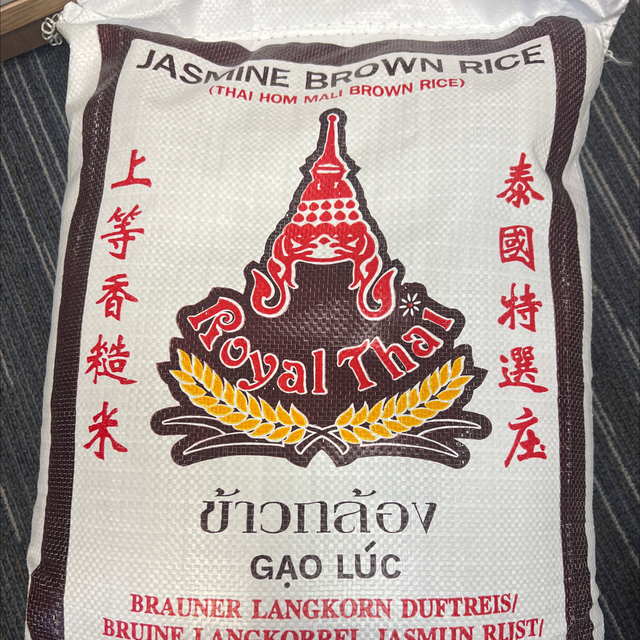 JASMINE BROWN RICE
(THAI HOM MALI BROWN RICE)
上等香糙米
泰國特選庄
Royal Thai
ข้าวกล้อง
GẠO LÚC
BRAUNER LANGKORN DUFTREIS/
BRUINE LANGKORREL JASMIJN RIJST/